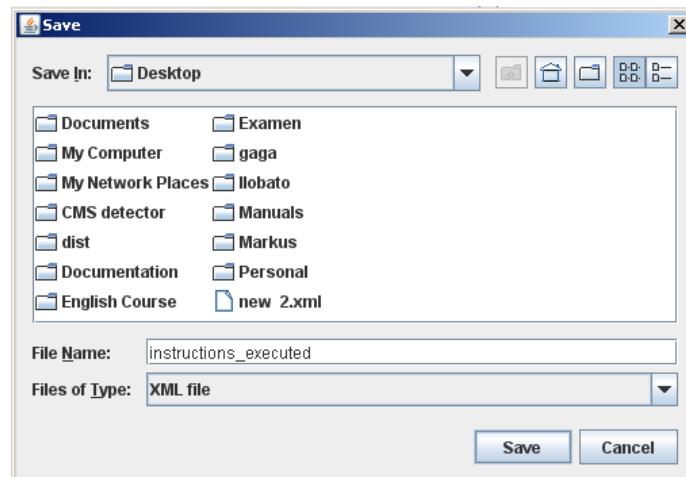 Save
Save In: Desktop
Documents
My Computer
My Network Places
CMS detector
dist
Documentation
English Course
Examen
gaga
llobato
Manuals
Markus
Personal
new 2.xml
File Name: instructions_executed
Files of Type: XML file
Save Cancel